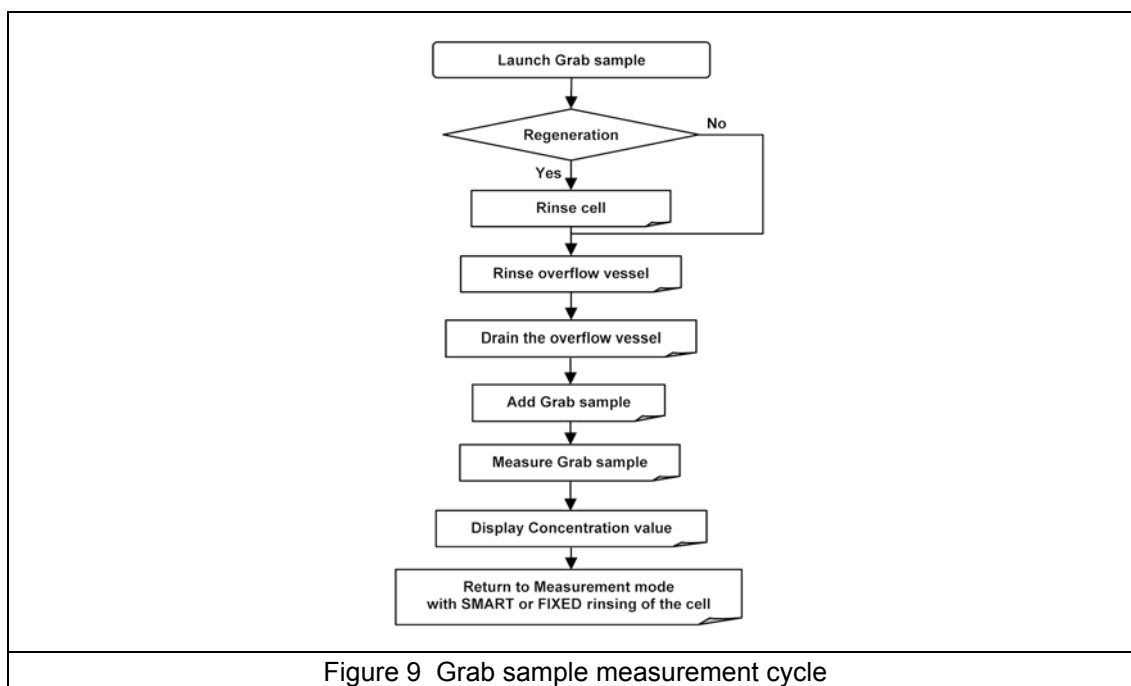 Launch Grab sample
Regeneration
No
Yes
Rinse cell
Rinse overflow vessel
Drain the overflow vessel
Add Grab sample
Measure Grab sample
Display Concentration value
Return to Measurement mode
with SMART or FIXED rinsing of the cell
Figure 9 Grab sample measurement cycle